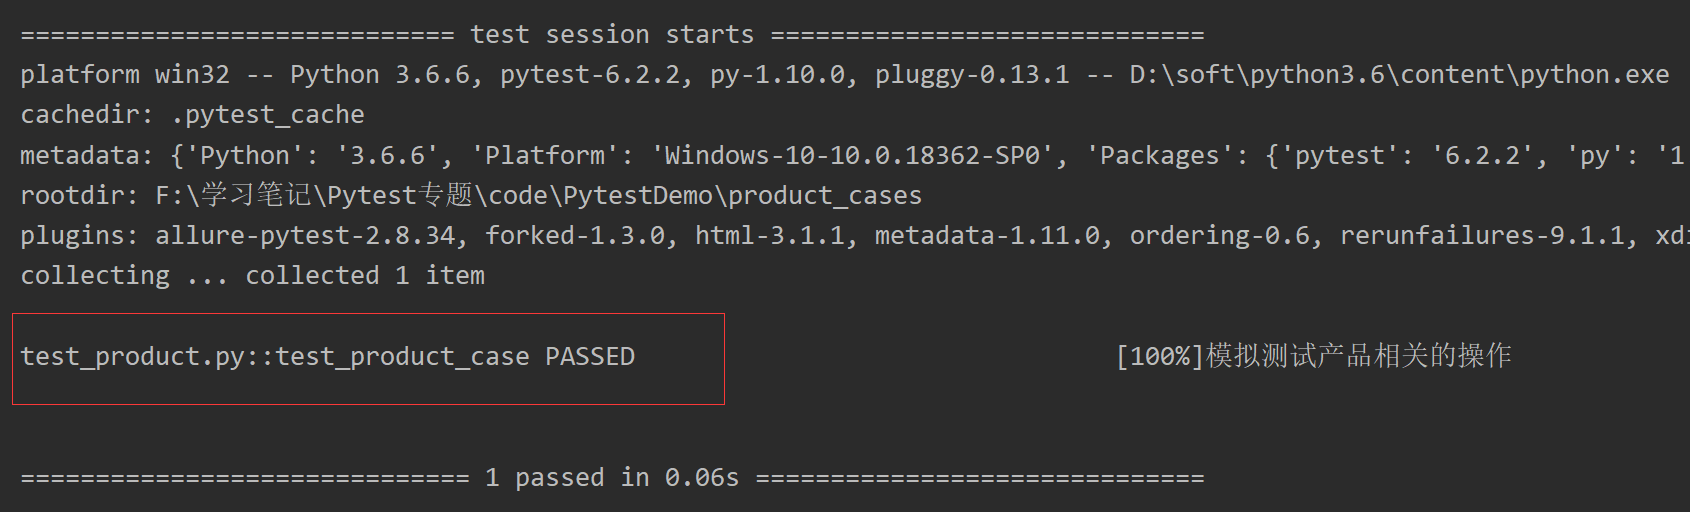 ============================= test session starts =============================
platform win32 -- Python 3.6.6, pytest-6.2.2, py-1.10.0, pluggy-0.13.1 -- D:\soft\python3.6\content\python.exe
cachedir: .pytest_cache
metadata: {'Python': '3.6.6', 'Platform': 'Windows-10-10.0.18362-SP0', 'Packages': {'pytest': '6.2.2', 'py': '1
rootdir: F:\学习笔记\Pytest专题\code\PytestDemo\product_cases
plugins: allure-pytest-2.8.34, forked-1.3.0, html-3.1.1, metadata-1.11.0, ordering-0.6, rerunfailures-9.1.1, xdi
collecting ... collected 1 item
test_product.py::test_product_case PASSED [100%]模拟测试产品相关的操作
============================== 1 passed in 0.06s ==============================